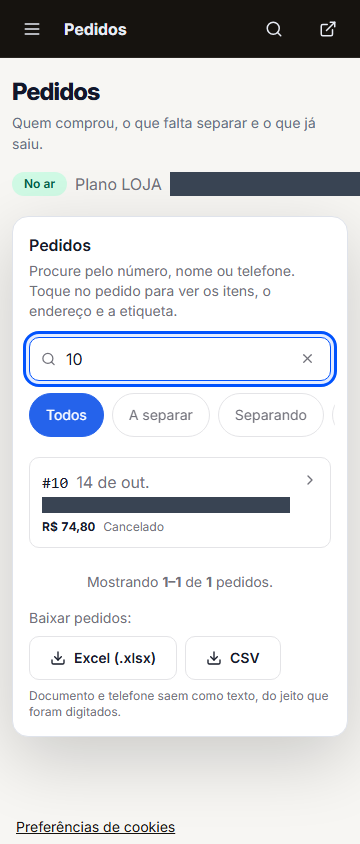 Pedidos
Pedidos
Quem comprou, o que falta separar e o que já
saiu.
No ar Plano LOJA
Pedidos
Procure pelo número, nome ou telefone.
Toque no pedido para ver os itens, o
endereço e a etiqueta.
10
Todos A separar Separando
#10 14 de out.
R$ 74,80 Cancelado
Mostrando 1–1 de 1 pedidos.
Baixar pedidos:
Excel (.xlsx) CSV
Documento e telefone saem como texto, do jeito que
foram digitados.
Preferências de cookies